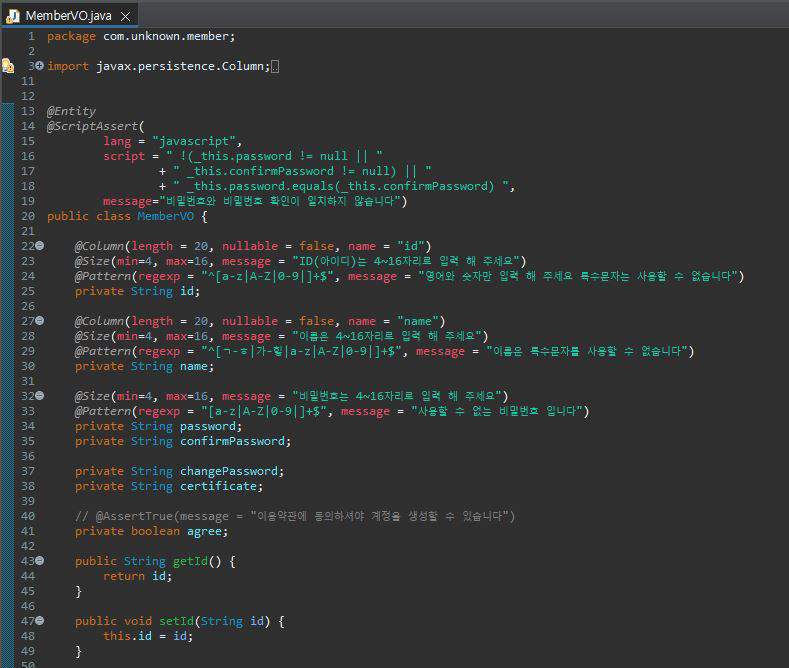 MemberVO.java
1 package com.unknown.member;
2
3 import javax.persistence.Column;
11
12
13 @Entity
14 @ScriptAssert(
15 lang = "javascript",
16 script = " !(_this.password != null || "
17 + " _this.confirmPassword != null) || "
18 + " _this.password.equals(_this.confirmPassword) ",
19 message="비밀번호와 비밀번호 확인이 일치하지 않습니다")
20 public class MemberVO {
21
22 @Column(length = 20, nullable = false, name = "id")
23 @Size(min=4, max=16, message = "ID(아이디)는 4~16자리로 입력 해 주세요")
24 @Pattern(regexp = "^[a-z|A-Z|0-9|]+$", message = "영어와 숫자만 입력 해 주세요 특수문자는 사용할 수 없습니다")
25 private String id;
26
27 @Column(length = 20, nullable = false, name = "name")
28 @Size(min=4, max=16, message = "이름은 4~16자리로 입력 해 주세요")
29 @Pattern(regexp = "^[ㄱ-ㅎ|가-힣|a-z|A-Z|0-9|]+$", message = "이름은 특수문자를 사용할 수 없습니다")
30 private String name;
31
32 @Size(min=4, max=16, message = "비밀번호는 4~16자리로 입력 해 주세요")
33 @Pattern(regexp = "[a-z|A-Z|0-9|]+$", message = "사용할 수 없는 비밀번호 입니다")
34 private String password;
35 private String confirmPassword;
36
37 private String changePassword;
38 private String certificate;
39
40 // @AssertTrue(message = "이용약관에 동의하셔야 계정을 생성할 수 있습니다")
41 private boolean agree;
42
43 public String getId() {
44 return id;
45 }
46
47 public void setId(String id) {
48 this.id = id;
49 }
50